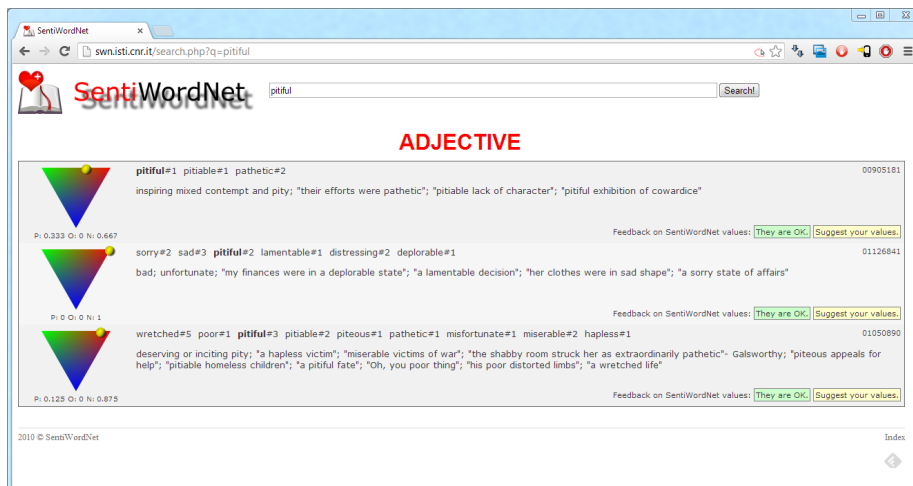 SentiWordNet
swn.isti.cnr.it/search.php?q=pitiful
SentiWordNet
pitiful
Search!
ADJECTIVE
pitiful#1 pitiable#1 pathetic#2
00905181
inspiring mixed contempt and pity; "their efforts were pathetic"; "pitiable lack of character"; "pitiful exhibition of cowardice"
P: 0.333 O: 0 N: 0.667
Feedback on SentiWordNet values: They are OK. Suggest your values.
sorry#2 sad#3 pitiful#2 lamentable#1 distressing#2 deplorable#1
01126841
bad; unfortunate; "my finances were in a deplorable state"; "a lamentable decision"; "her clothes were in sad shape"; "a sorry state of affairs"
P: 0 O: 0 N: 1
Feedback on SentiWordNet values: They are OK. Suggest your values.
wretched#5 poor#1 pitiful#3 pitiable#2 piteous#1 pathetic#1 misfortunate#1 miserable#2 hapless#1
01050890
deserving or inciting pity; "a hapless victim"; "miserable victims of war"; "the shabby room struck her as extraordinarily pathetic"- Galsworthy; "piteous appeals for
help"; "pitiable homeless children"; "a pitiful fate"; "Oh, you poor thing"; "his poor distorted limbs"; "a wretched life"
P: 0.125 O: 0 N: 0.875
Feedback on SentiWordNet values: They are OK. Suggest your values.
2010 © SentiWordNet
Index